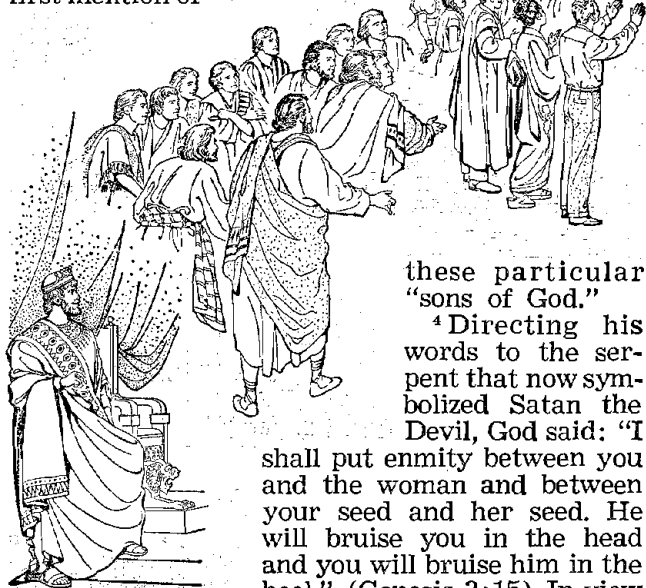 first mention of
these particular
"sons of God."
⁴ Directing his
words to the ser-
pent that now sym-
bolized Satan the
Devil, God said: "I
shall put enmity between you
and the woman and between
your seed and her seed. He
will bruise you in the head
and you will bruise him in the
heel." (Genesis 3:15) In view